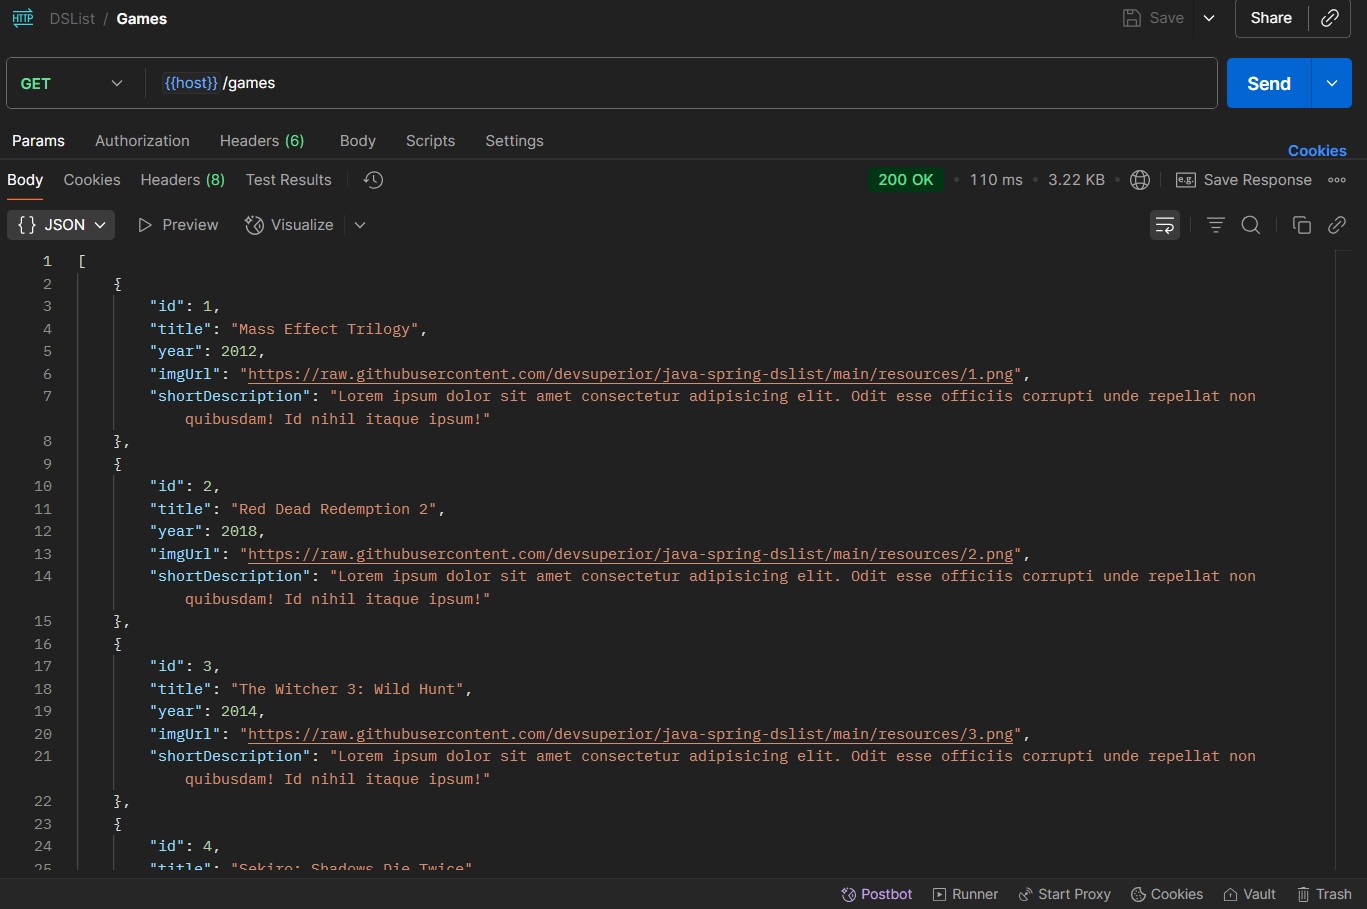 HTTP DSList / Games Save Share
GET {{host}} /games Send
Params Authorization Headers (6) Body Scripts Settings Cookies
Body Cookies Headers (8) Test Results 200 OK • 110 ms • 3.22 KB • e.g. Save Response
{} JSON Preview Visualize
1 [
2 {
3 "id": 1,
4 "title": "Mass Effect Trilogy",
5 "year": 2012,
6 "imgUrl": "https://raw.githubusercontent.com/devsuperior/java-spring-dslist/main/resources/1.png",
7 "shortDescription": "Lorem ipsum dolor sit amet consectetur adipisicing elit. Odit esse officiis corrupti unde repellat non
quibusdam! Id nihil itaque ipsum!"
8 },
9 {
10 "id": 2,
11 "title": "Red Dead Redemption 2",
12 "year": 2018,
13 "imgUrl": "https://raw.githubusercontent.com/devsuperior/java-spring-dslist/main/resources/2.png",
14 "shortDescription": "Lorem ipsum dolor sit amet consectetur adipisicing elit. Odit esse officiis corrupti unde repellat non
quibusdam! Id nihil itaque ipsum!"
15 },
16 {
17 "id": 3,
18 "title": "The Witcher 3: Wild Hunt",
19 "year": 2014,
20 "imgUrl": "https://raw.githubusercontent.com/devsuperior/java-spring-dslist/main/resources/3.png",
21 "shortDescription": "Lorem ipsum dolor sit amet consectetur adipisicing elit. Odit esse officiis corrupti unde repellat non
quibusdam! Id nihil itaque ipsum!"
22 },
23 {
24 "id": 4,
25 "title": "Sekiro: Shadows Die Twice"
Postbot Runner Start Proxy Cookies Vault Trash